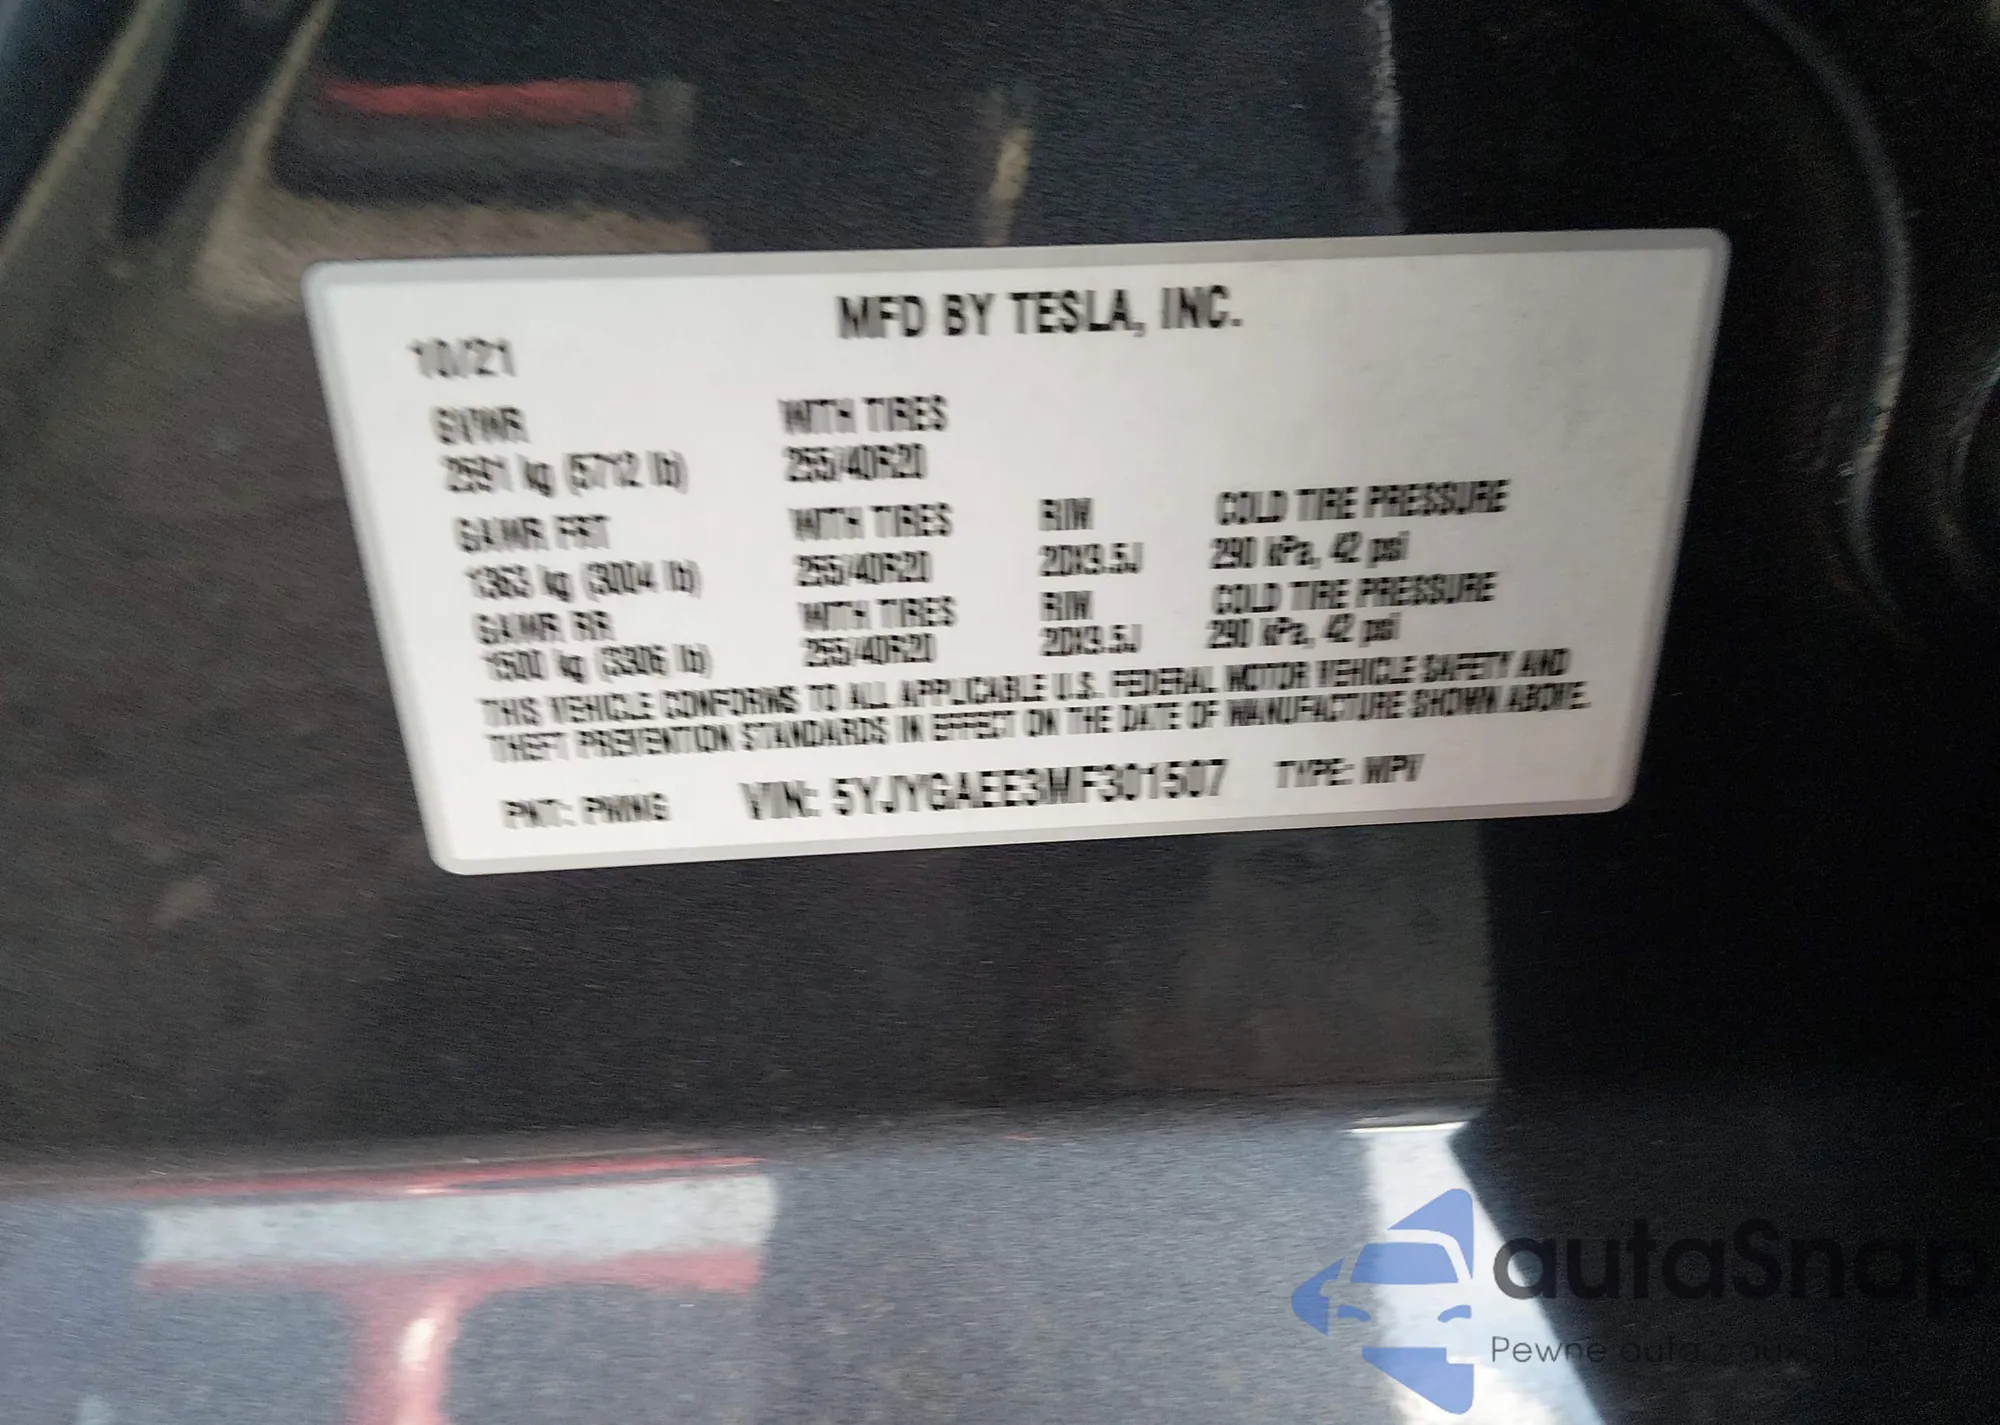 MFD BY TESLA, INC.
10/21
GVWR WITH TIRES
2591 kg (5712 lb) 255/40R20
GAWR FRT WITH TIRES RIM COLD TIRE PRESSURE
1363 kg (3004 lb) 255/40R20 20X9.5J 290 kPa, 42 psi
GAWR RR WITH TIRES RIM COLD TIRE PRESSURE
1500 kg (3306 lb) 255/40R20 20X9.5J 290 kPa, 42 psi
THIS VEHICLE CONFORMS TO ALL APPLICABLE U.S. FEDERAL MOTOR VEHICLE SAFETY AND
THEFT PREVENTION STANDARDS IN EFFECT ON THE DATE OF MANUFACTURE SHOWN ABOVE.
PNT: PMNG VIN: 5YJYGAEE3MF301507 TYPE: MPV
autaSnap
Pewne auta z